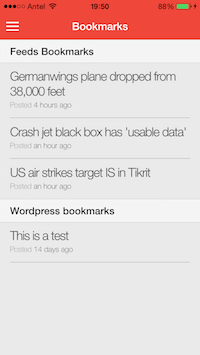 Antel 19:50 88%
Bookmarks
Feeds Bookmarks
Germanwings plane dropped from
38,000 feet
Posted 4 hours ago
Crash jet black box has 'usable data'
Posted an hour ago
US air strikes target IS in Tikrit
Posted an hour ago
Wordpress bookmarks
This is a test
Posted 14 days ago